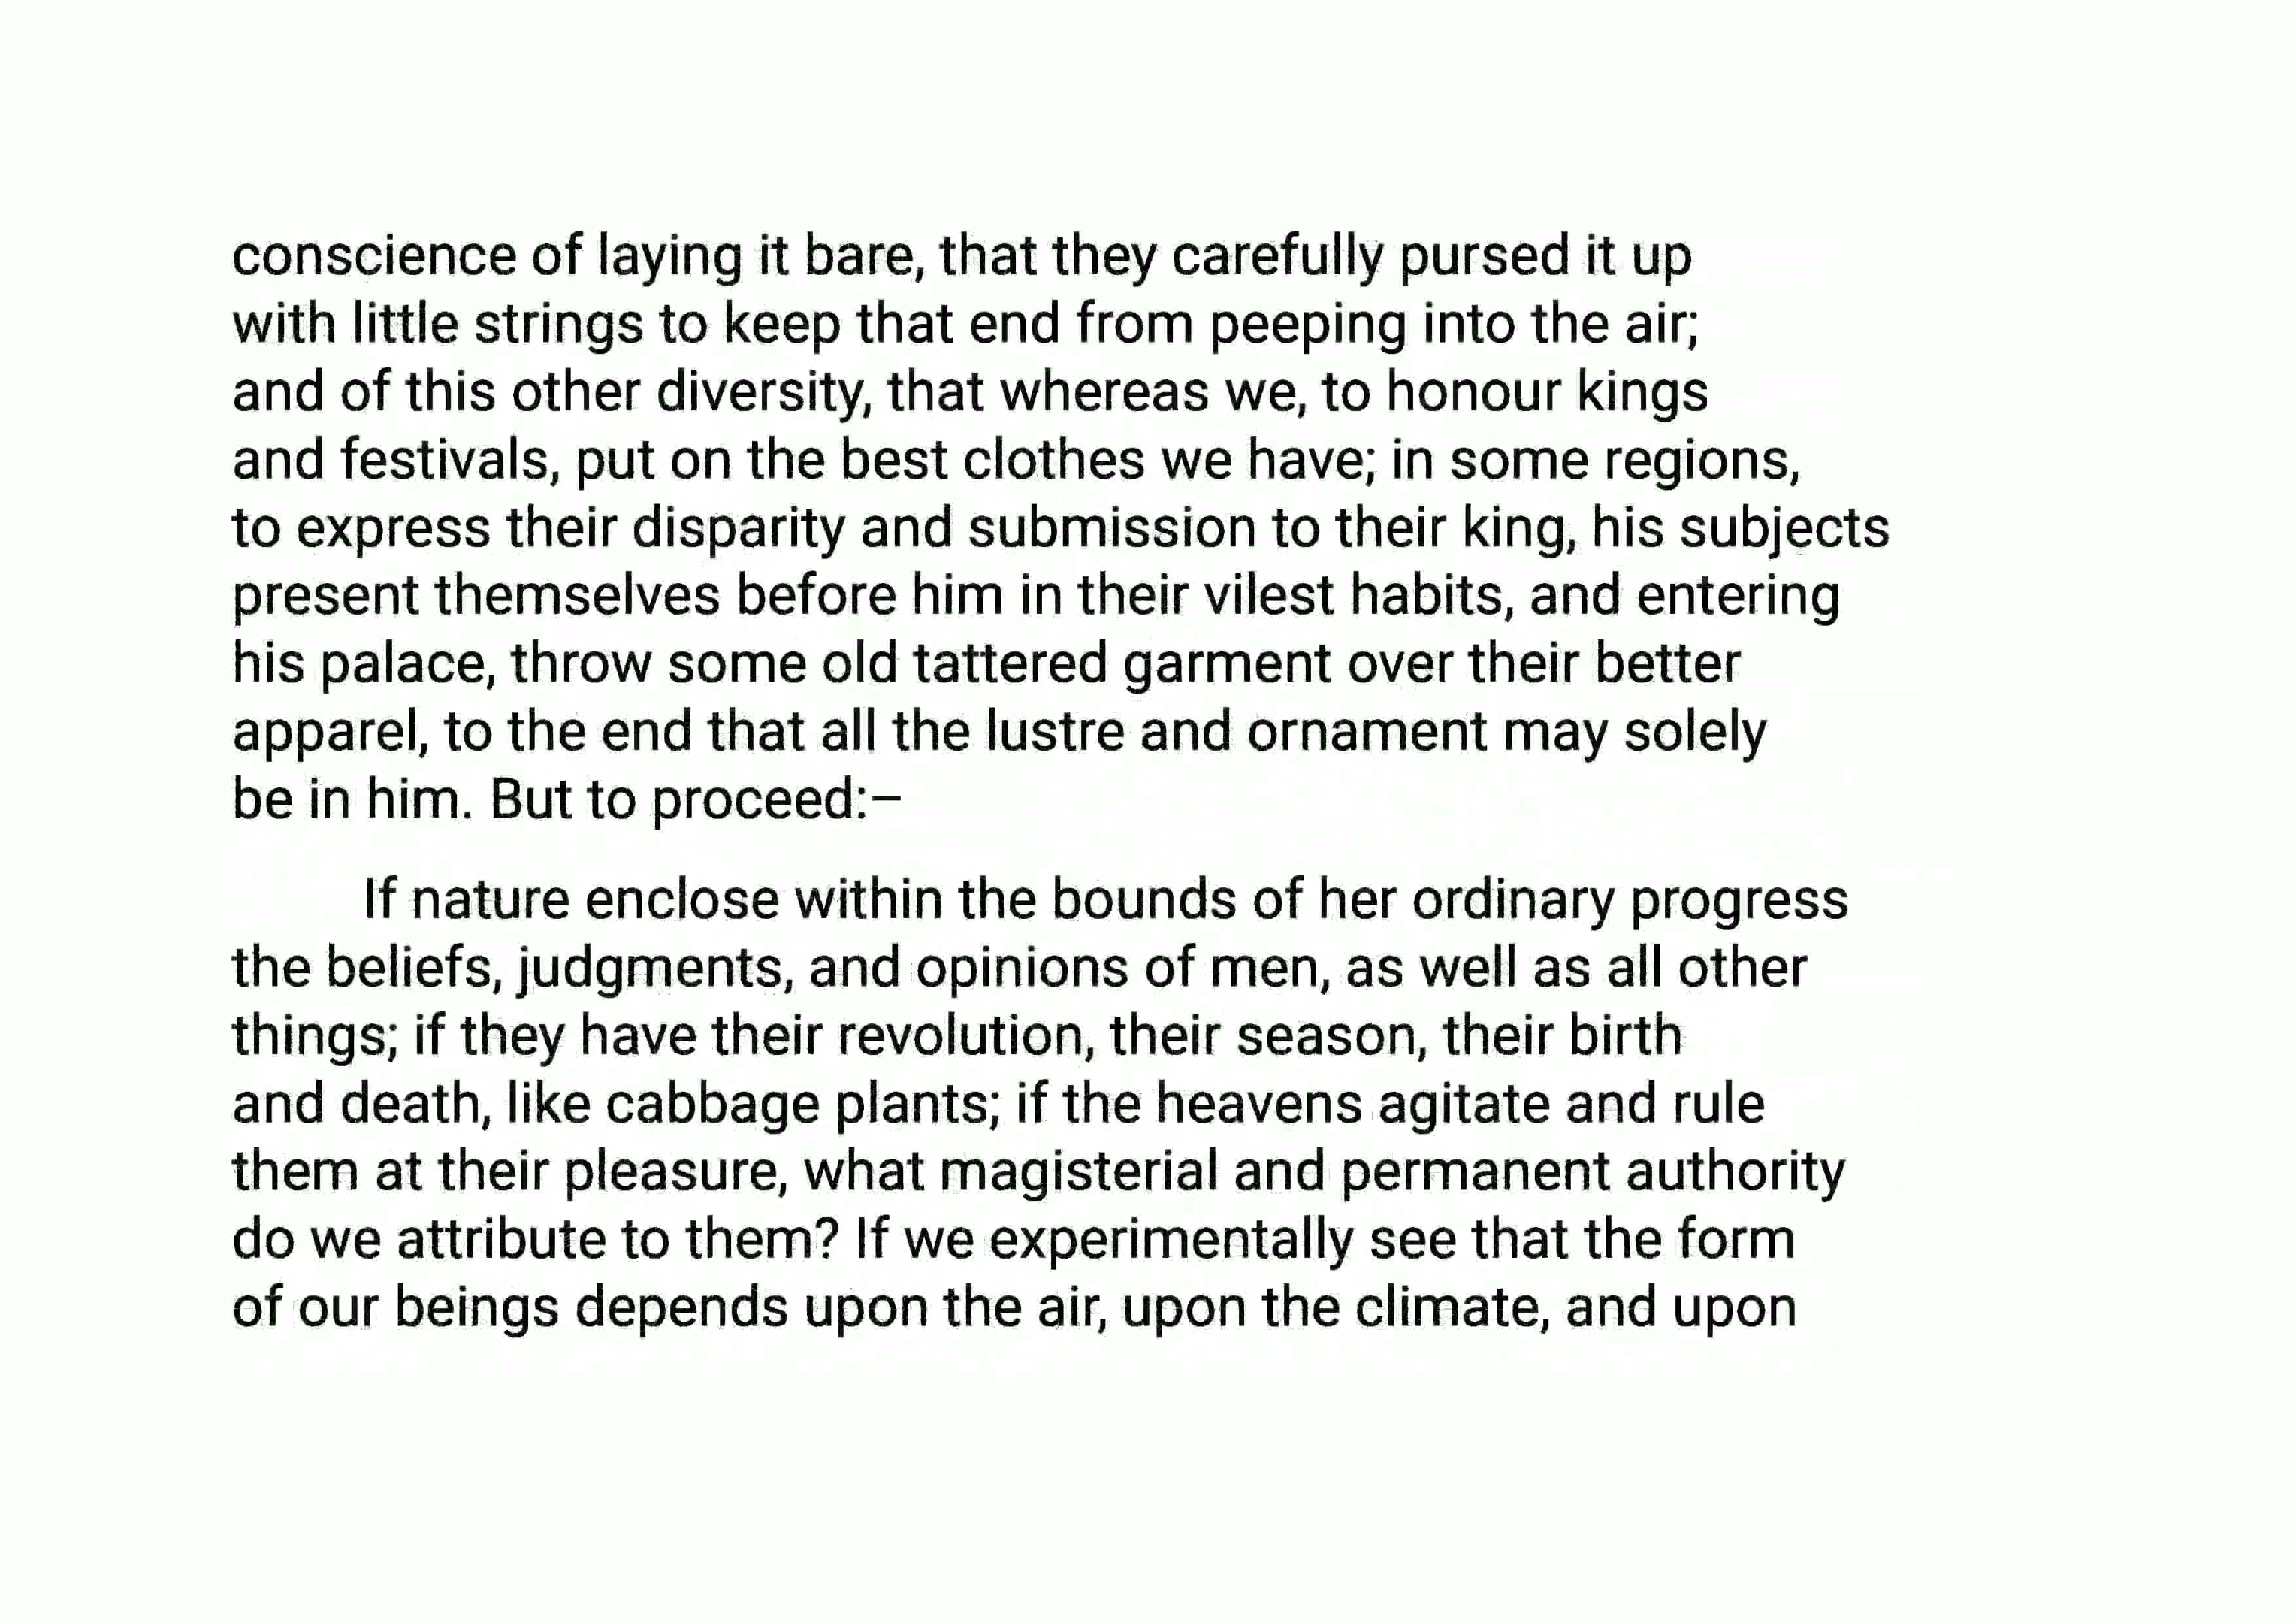 conscience of laying it bare, that they carefully pursed it up
with little strings to keep that end from peeping into the air;
and of this other diversity, that whereas we, to honour kings
and festivals, put on the best clothes we have; in some regions,
to express their disparity and submission to their king, his subjects
present themselves before him in their vilest habits, and entering
his palace, throw some old tattered garment over their better
apparel, to the end that all the lustre and ornament may solely
be in him. But to proceed:–
If nature enclose within the bounds of her ordinary progress
the beliefs, judgments, and opinions of men, as well as all other
things; if they have their revolution, their season, their birth
and death, like cabbage plants; if the heavens agitate and rule
them at their pleasure, what magisterial and permanent authority
do we attribute to them? If we experimentally see that the form
of our beings depends upon the air, upon the climate, and upon